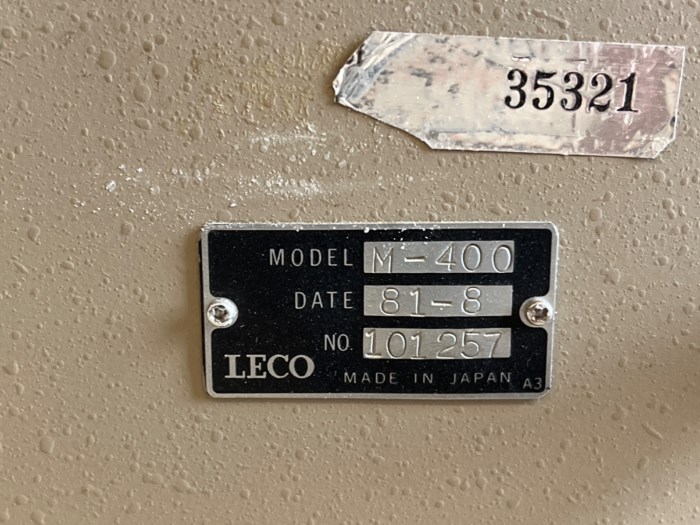 35321
MODEL M-400
DATE 81-8
NO. 101257
LECO MADE IN JAPAN A3